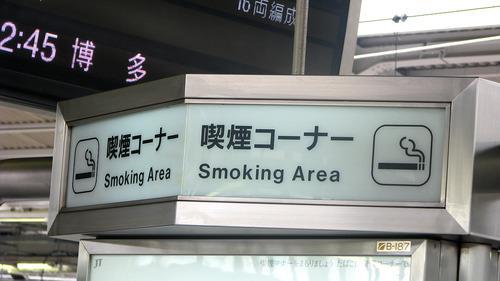 16両編成
2:45 博多
喫煙コーナー
Smoking Area
喫煙コーナー
Smoking Area
B-187
JT